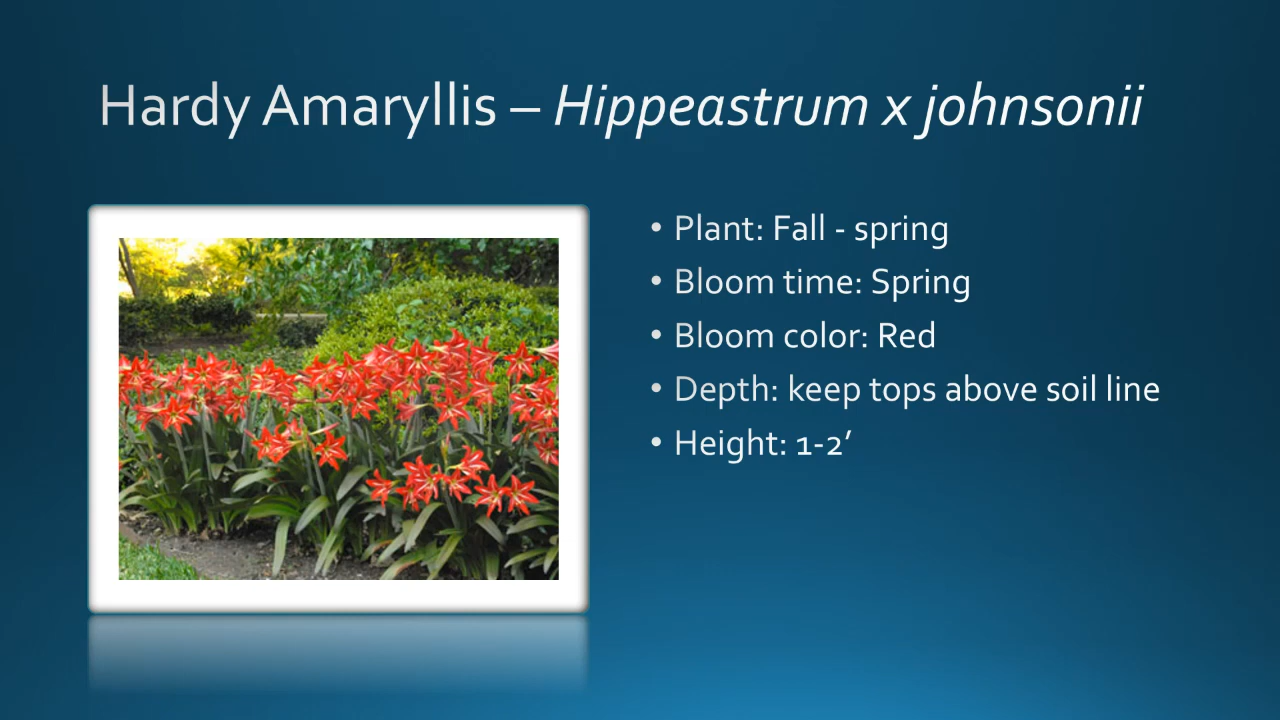 Hardy Amaryllis – Hippeastrum x johnsonii
• Plant: Fall - spring
• Bloom time: Spring
• Bloom color: Red
• Depth: keep tops above soil line
• Height: 1-2’